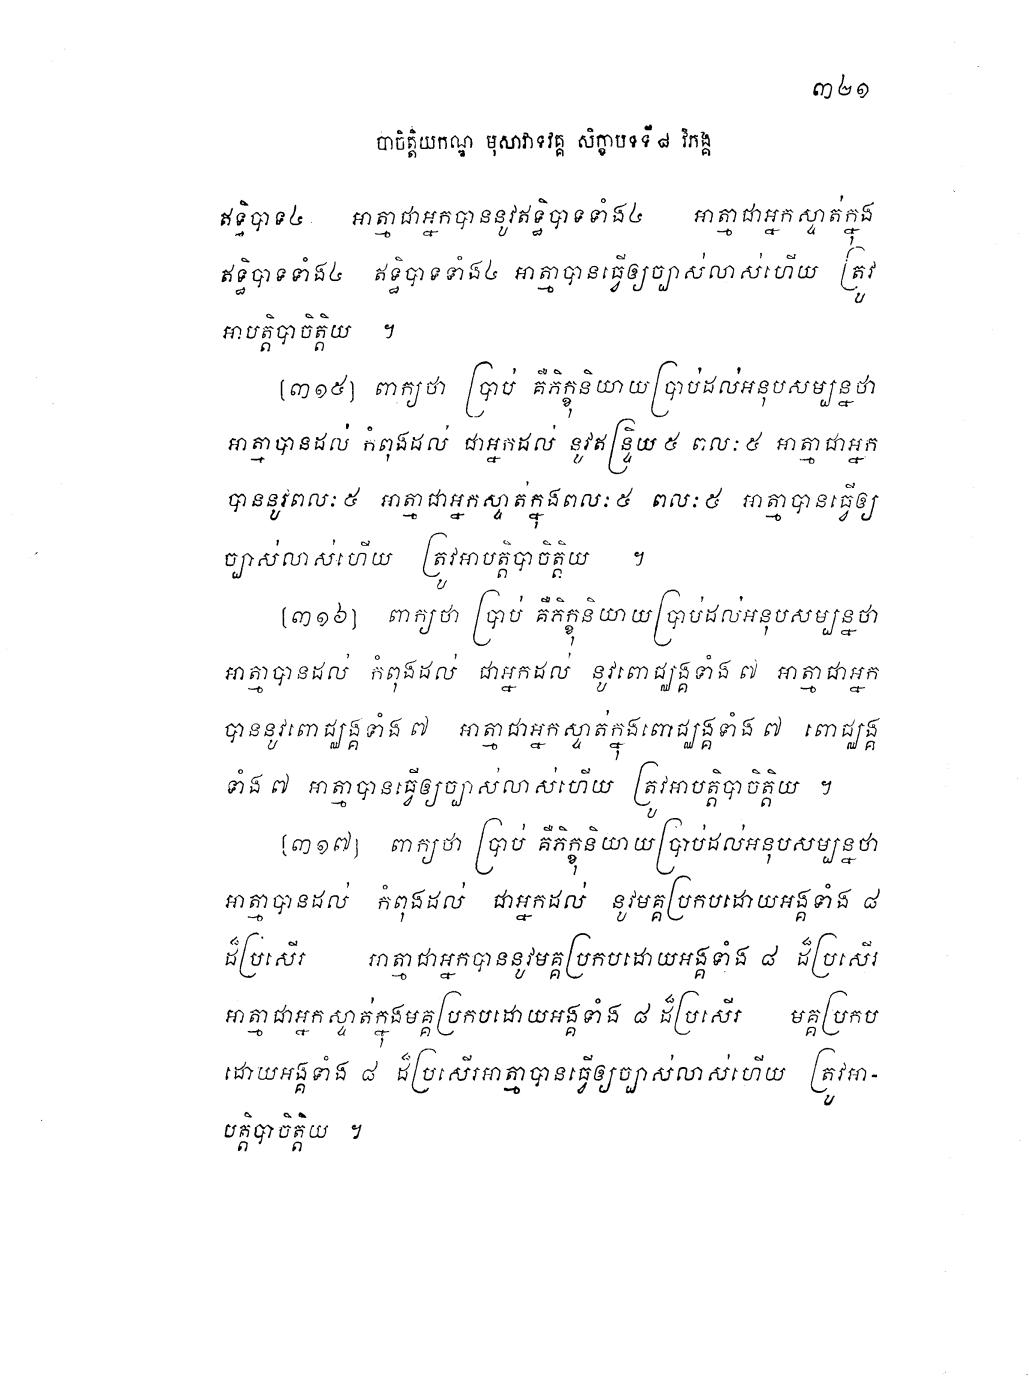 ៣២១
បាចិត្តិយកណ្ឌ មុសាវាទវគ្គ សិក្ខាបទទី ៨ វិភង្គ
ឥទ្ធិបាទ៤ អាត្មាជាអ្នកបាននូវឥទ្ធិបាទទាំង៤ អាត្មាជាអ្នកស្ទាត់ក្នុង
ឥទ្ធិបាទទាំង៤ ឥទ្ធិបាទទាំង៤ អាត្មាបានធ្វើឲ្យច្បាស់លាស់ហើយ ត្រូវ
អាបត្តិបាចិត្តិយ ។
[៣១៥] ពាក្យថា ប្រាប់ គឺភិក្ខុនិយាយប្រាប់ដល់អនុបសម្បន្នថា
អាត្មាបានដល់ កំពុងដល់ ជាអ្នកដល់ នូវឥន្ទ្រិយ ៥ ពលៈ ៥ អាត្មាជាអ្នក
បាននូវពលៈ ៥ អាត្មាជាអ្នកស្ទាត់ក្នុងពលៈ ៥ ពលៈ ៥ អាត្មាបានធ្វើឲ្យ
ច្បាស់លាស់ហើយ ត្រូវអាបត្តិបាចិត្តិយ ។
[៣១៦] ពាក្យថា ប្រាប់ គឺភិក្ខុនិយាយប្រាប់ដល់អនុបសម្បន្នថា
អាត្មាបានដល់ កំពុងដល់ ជាអ្នកដល់ នូវពោជ្ឈង្គទាំង ៧ អាត្មាជាអ្នក
បាននូវពោជ្ឈង្គទាំង ៧ អាត្មាជាអ្នកស្ទាត់ក្នុងពោជ្ឈង្គទាំង ៧ ពោជ្ឈង្គ
ទាំង ៧ អាត្មាបានធ្វើឲ្យច្បាស់លាស់ហើយ ត្រូវអាបត្តិបាចិត្តិយ ។
[៣១៧] ពាក្យថា ប្រាប់ គឺភិក្ខុនិយាយប្រាប់ដល់អនុបសម្បន្នថា
អាត្មាបានដល់ កំពុងដល់ ជាអ្នកដល់ នូវមគ្គប្រកបដោយអង្គទាំង ៨
ដ៏ប្រសើរ អាត្មាជាអ្នកបាននូវមគ្គប្រកបដោយអង្គទាំង ៨ ដ៏ប្រសើរ
អាត្មាជាអ្នកស្ទាត់ក្នុងមគ្គប្រកបដោយអង្គទាំង ៨ ដ៏ប្រសើរ មគ្គប្រកប
ដោយអង្គទាំង ៨ ដ៏ប្រសើរអាត្មាបានធ្វើឲ្យច្បាស់លាស់ហើយ ត្រូវអា-
បត្តិបាចិត្តិយ ។